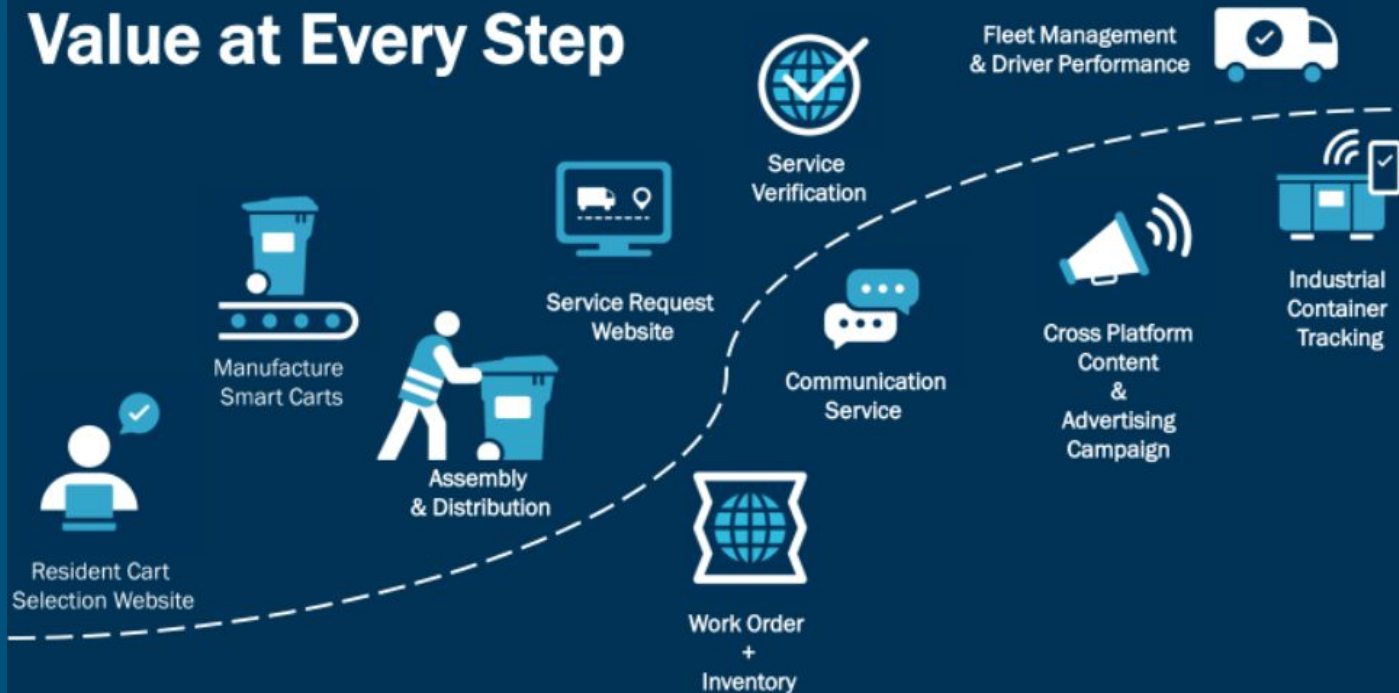 Value at Every Step
Fleet Management
& Driver Performance
Service
Verification
Service Request
Website
Manufacture
Smart Carts
Assembly
& Distribution
Resident Cart
Selection Website
Communication
Service
Work Order
+
Inventory
Cross Platform
Content
&
Advertising
Campaign
Industrial
Container
Tracking